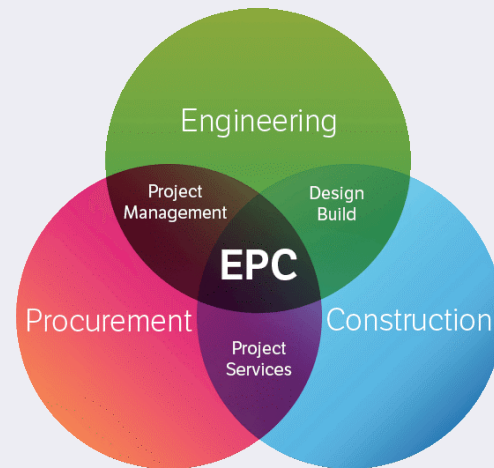 Engineering
Project
Management
Design
Build
EPC
Procurement
Construction
Project
Services